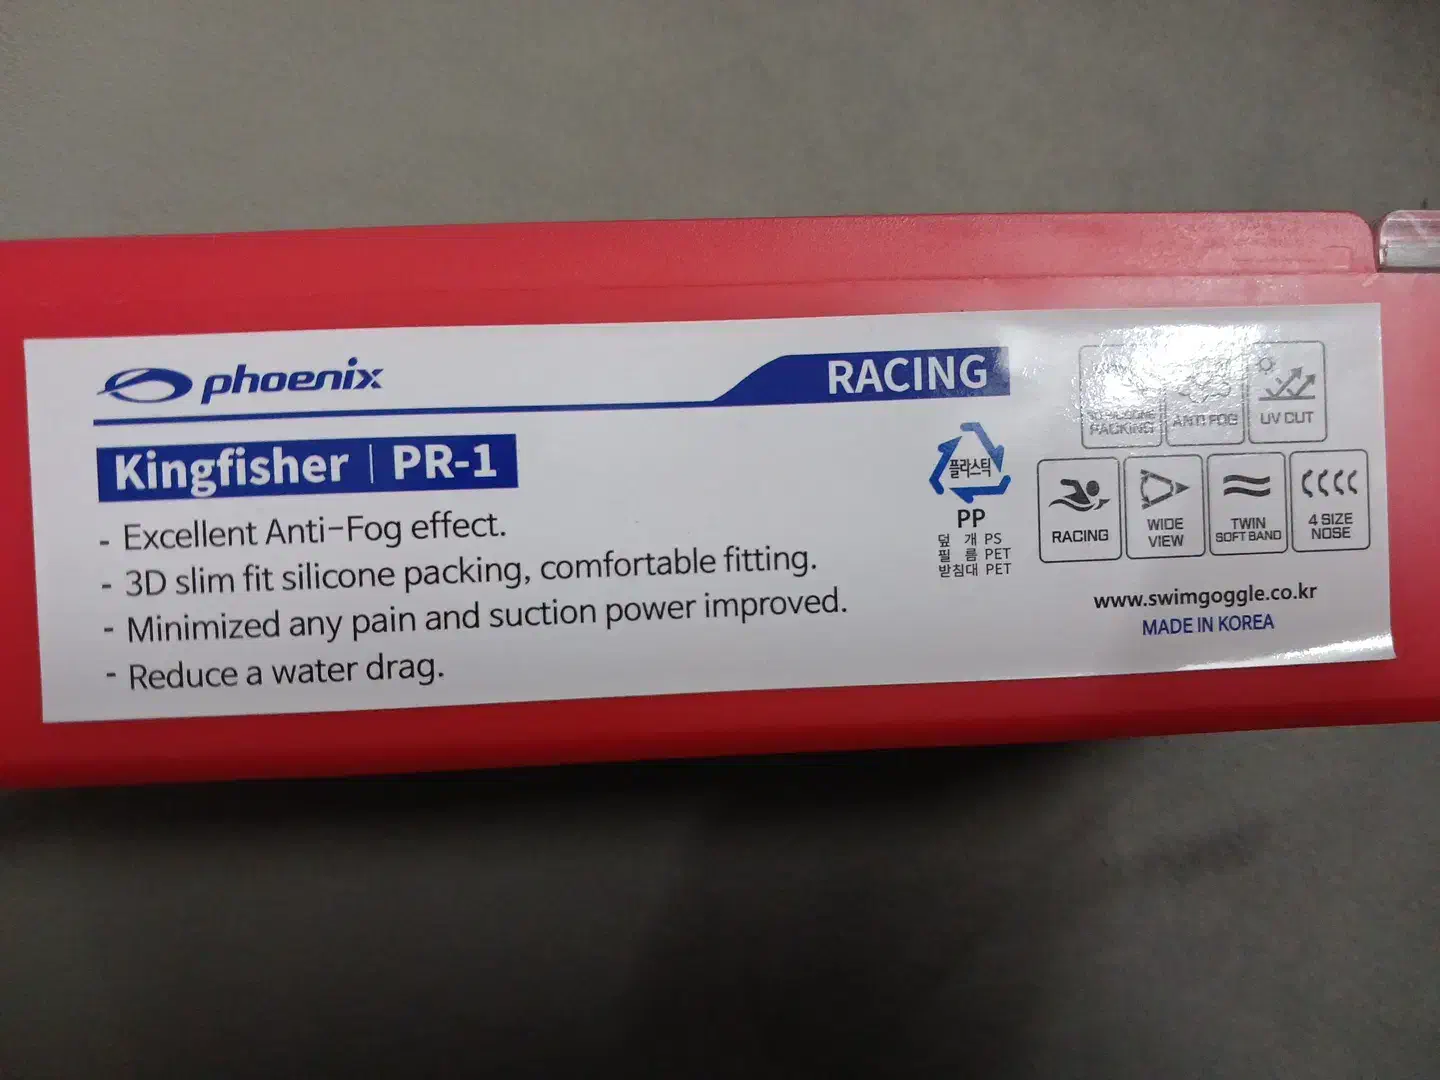 phoenix
RACING
Kingfisher | PR-1
- Excellent Anti-Fog effect.
- 3D slim fit silicone packing, comfortable fitting.
- Minimized any pain and suction power improved.
- Reduce a water drag.
플라스틱
PP
덮 개 PS
필 름 PET
받침대 PET
SILICONE
PACKING
ANTI FOG
UV CUT
RACING
WIDE
VIEW
TWIN
SOFT BAND
4 SIZE
NOSE
www.swimgoggle.co.kr
MADE IN KOREA